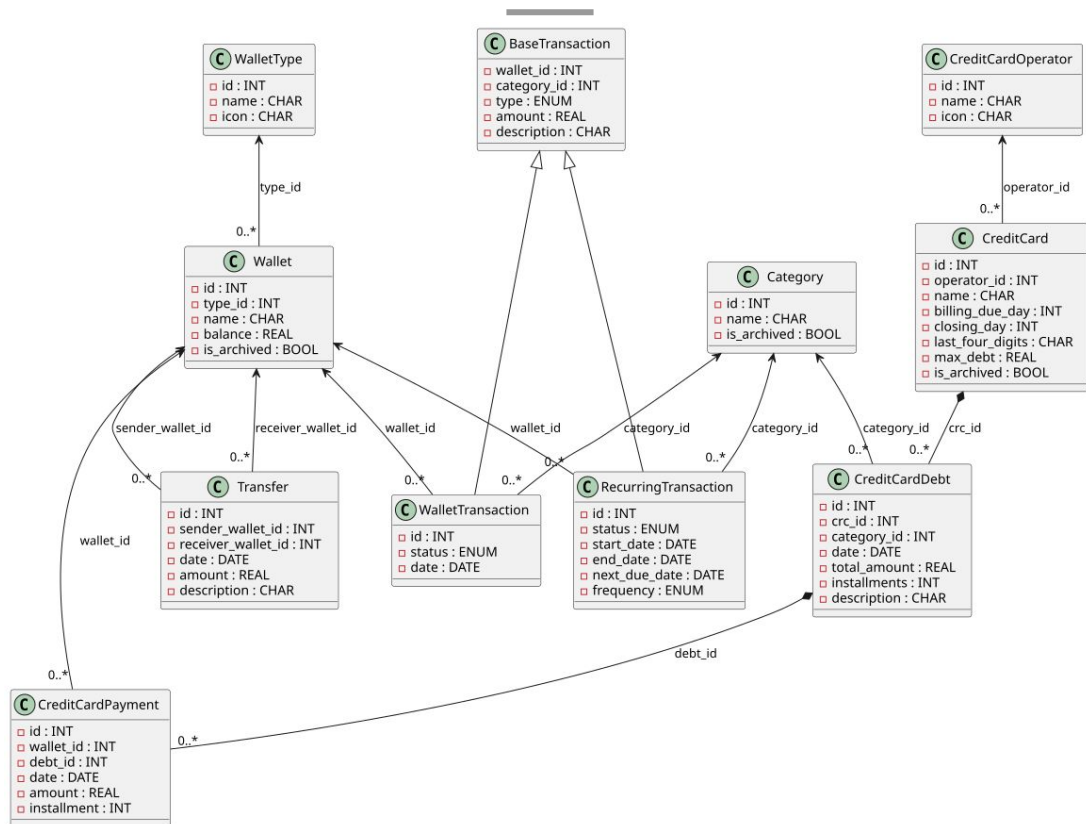 C BaseTransaction
wallet_id : INT
category_id : INT
type : ENUM
amount : REAL
description : CHAR
C WalletType
id : INT
name : CHAR
icon : CHAR
C CreditCardOperator
id : INT
name : CHAR
icon : CHAR
type_id
0..*
operator_id
0..*
C Wallet
id : INT
type_id : INT
name : CHAR
balance : REAL
is_archived : BOOL
C Category
id : INT
name : CHAR
is_archived : BOOL
C CreditCard
id : INT
operator_id : INT
name : CHAR
billing_due_day : INT
closing_day : INT
last_four_digits : CHAR
max_debt : REAL
is_archived : BOOL
sender_wallet_id
receiver_wallet_id
wallet_id
wallet_id
category_id
category_id
category_id
crc_id
0..*
0..*
0..*
0..*
0..*
0..*
0..*
0..*
C Transfer
id : INT
sender_wallet_id : INT
receiver_wallet_id : INT
date : DATE
amount : REAL
description : CHAR
C WalletTransaction
id : INT
status : ENUM
date : DATE
C RecurringTransaction
id : INT
status : ENUM
start_date : DATE
end_date : DATE
next_due_date : DATE
frequency : ENUM
C CreditCardDebt
id : INT
crc_id : INT
category_id : INT
date : DATE
total_amount : REAL
installments : INT
description : CHAR
wallet_id
debt_id
0..*
0..*
C CreditCardPayment
id : INT
wallet_id : INT
debt_id : INT
date : DATE
amount : REAL
installment : INT